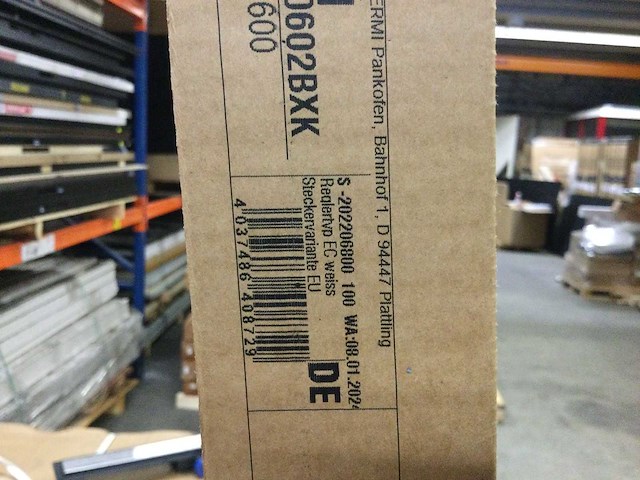 ERMI Pankofen, Bahnhof 1, D 94447 Plattling
0602BXK
600
S -202206800 100 WA:08.01.2024
Reglertyp EC weiss
Steckervariante EU
DE
4 037486 408729